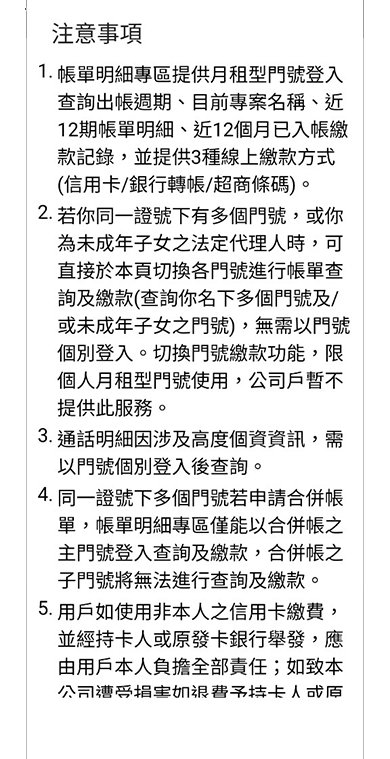 注意事項
1. 帳單明細專區提供月租型門號登入
查詢出帳週期、目前專案名稱、近
12期帳單明細、近12個月已入帳繳
款記錄，並提供3種線上繳款方式
(信用卡/銀行轉帳/超商條碼)。
2. 若你同一證號下有多個門號，或你
為未成年子女之法定代理人時，可
直接於本頁切換各門號進行帳單查
詢及繳款(查詢你名下多個門號及/
或未成年子女之門號)，無需以門號
個別登入。切換門號繳款功能，限
個人月租型門號使用，公司戶暫不
提供此服務。
3. 通話明細因涉及高度個資資訊，需
以門號個別登入後查詢。
4. 同一證號下多個門號若申請合併帳
單，帳單明細專區僅能以合併帳之
主門號登入查詢及繳款，合併帳之
子門號將無法進行查詢及繳款。
5. 用戶如使用非本人之信用卡繳費，
並經持卡人或原發卡銀行舉發，應
由用戶本人負擔全部責任；如致本
公司遭受損害如退費予持卡人或原